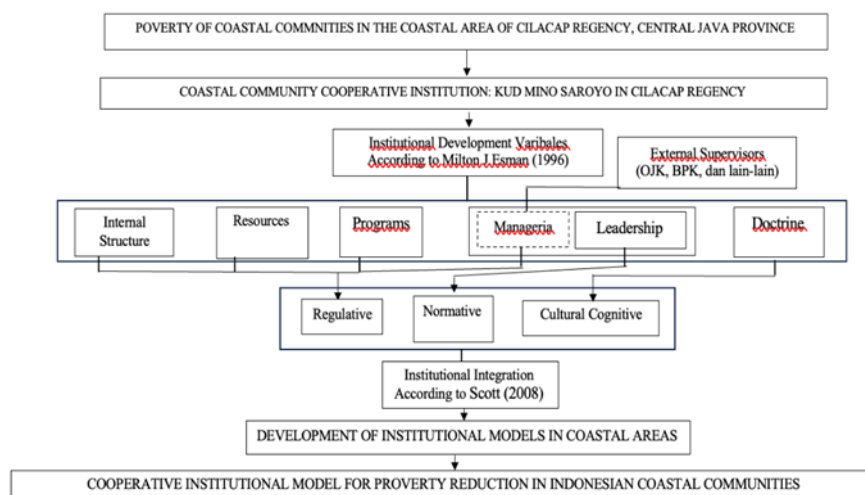 POVERTY OF COASTAL COMMNITIES IN THE COASTAL AREA OF CILACAP REGENCY, CENTRAL JAVA PROVINCE
COASTAL COMMUNITY COOPERATIVE INSTITUTION: KUD MINO SAROYO IN CILACAP REGENCY
Institutional Development Varibales
According to Milton J.Esman (1996)
External Supervisors
(OJK, BPK, dan lain-lain)
Internal
Structure
Resources
Programs
Manageria
Leadership
Doctrine
Regulative
Normative
Cultural Cognitive
Institutional Integration
According to Scott (2008)
DEVELOPMENT OF INSTITUTIONAL MODELS IN COASTAL AREAS
COOPERATIVE INSTITUTIONAL MODEL FOR PROVERTY REDUCTION IN INDONESIAN COASTAL COMMUNITIES